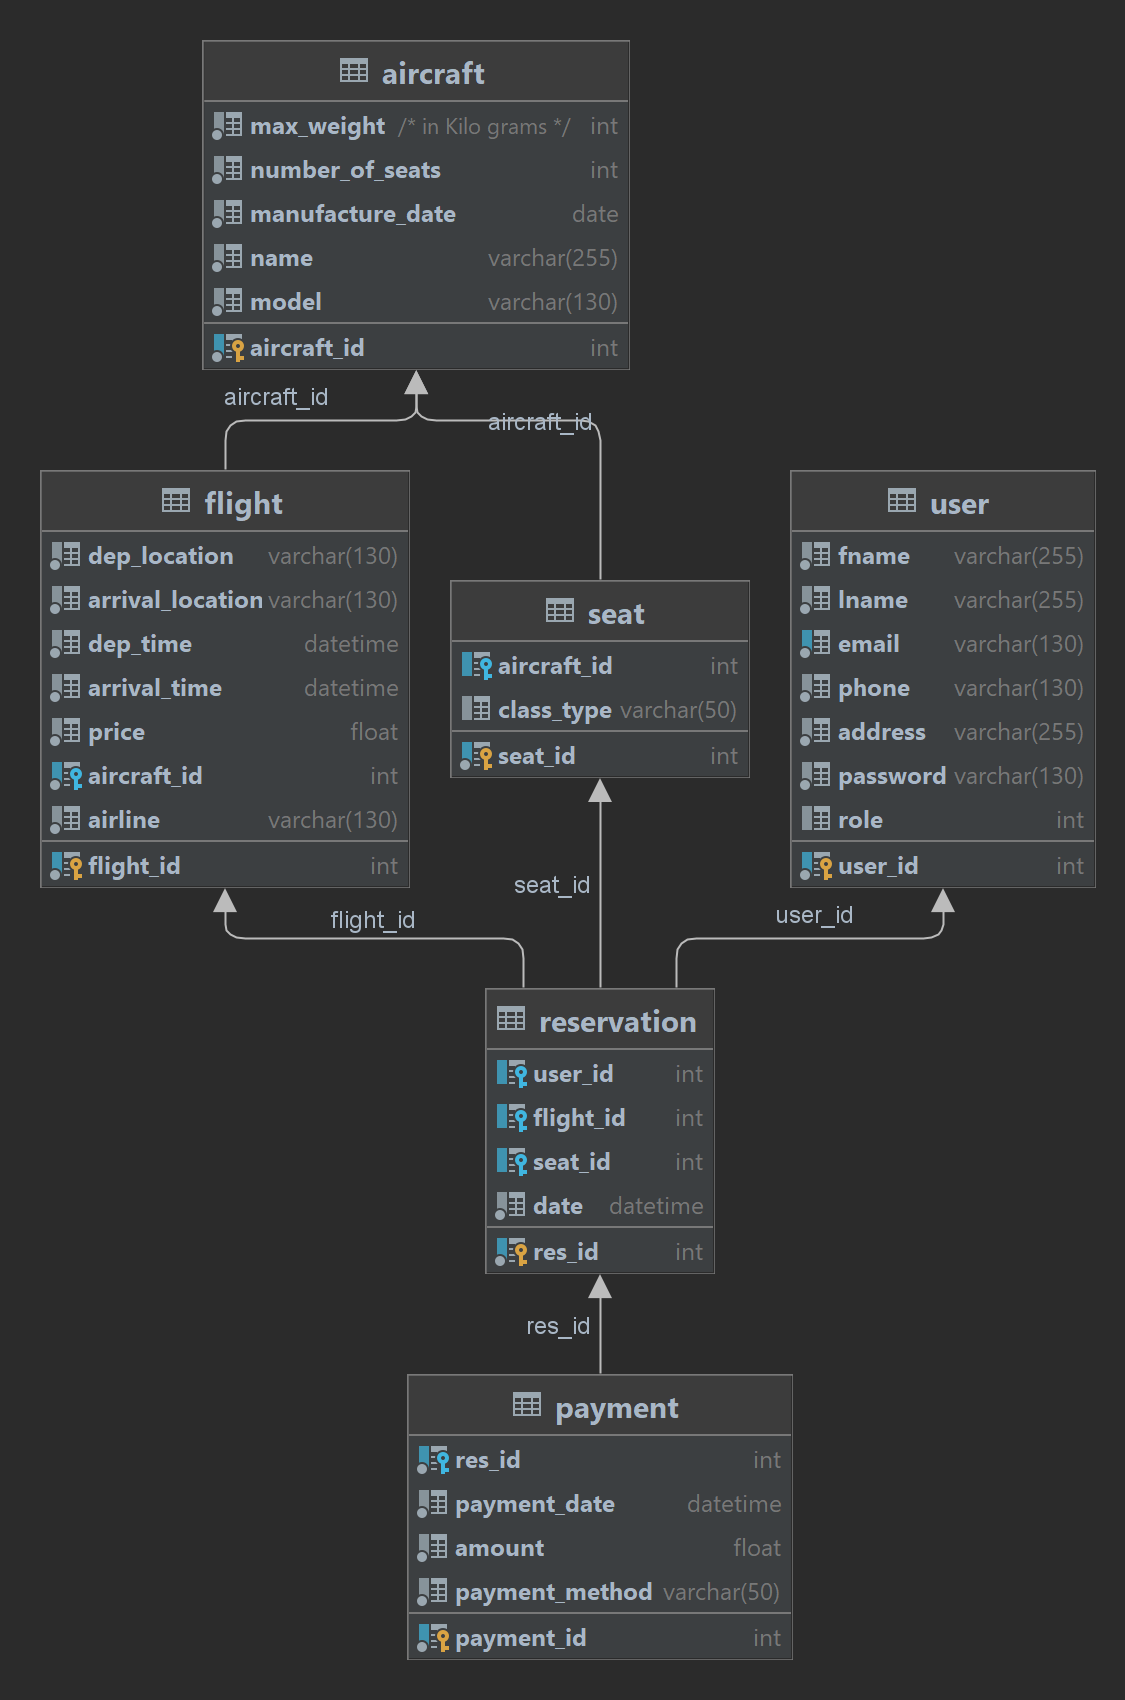 aircraft
max_weight /* in Kilo grams */ int
number_of_seats int
manufacture_date date
name varchar(255)
model varchar(130)
aircraft_id int
aircraft_id
aircraft_id
flight
dep_location varchar(130)
arrival_location varchar(130)
dep_time datetime
arrival_time datetime
price float
aircraft_id int
airline varchar(130)
flight_id int
seat
aircraft_id int
class_type varchar(50)
seat_id int
user
fname varchar(255)
lname varchar(255)
email varchar(130)
phone varchar(130)
address varchar(255)
password varchar(130)
role int
user_id int
flight_id
seat_id
user_id
reservation
user_id int
flight_id int
seat_id int
date datetime
res_id int
res_id
payment
res_id int
payment_date datetime
amount float
payment_method varchar(50)
payment_id int